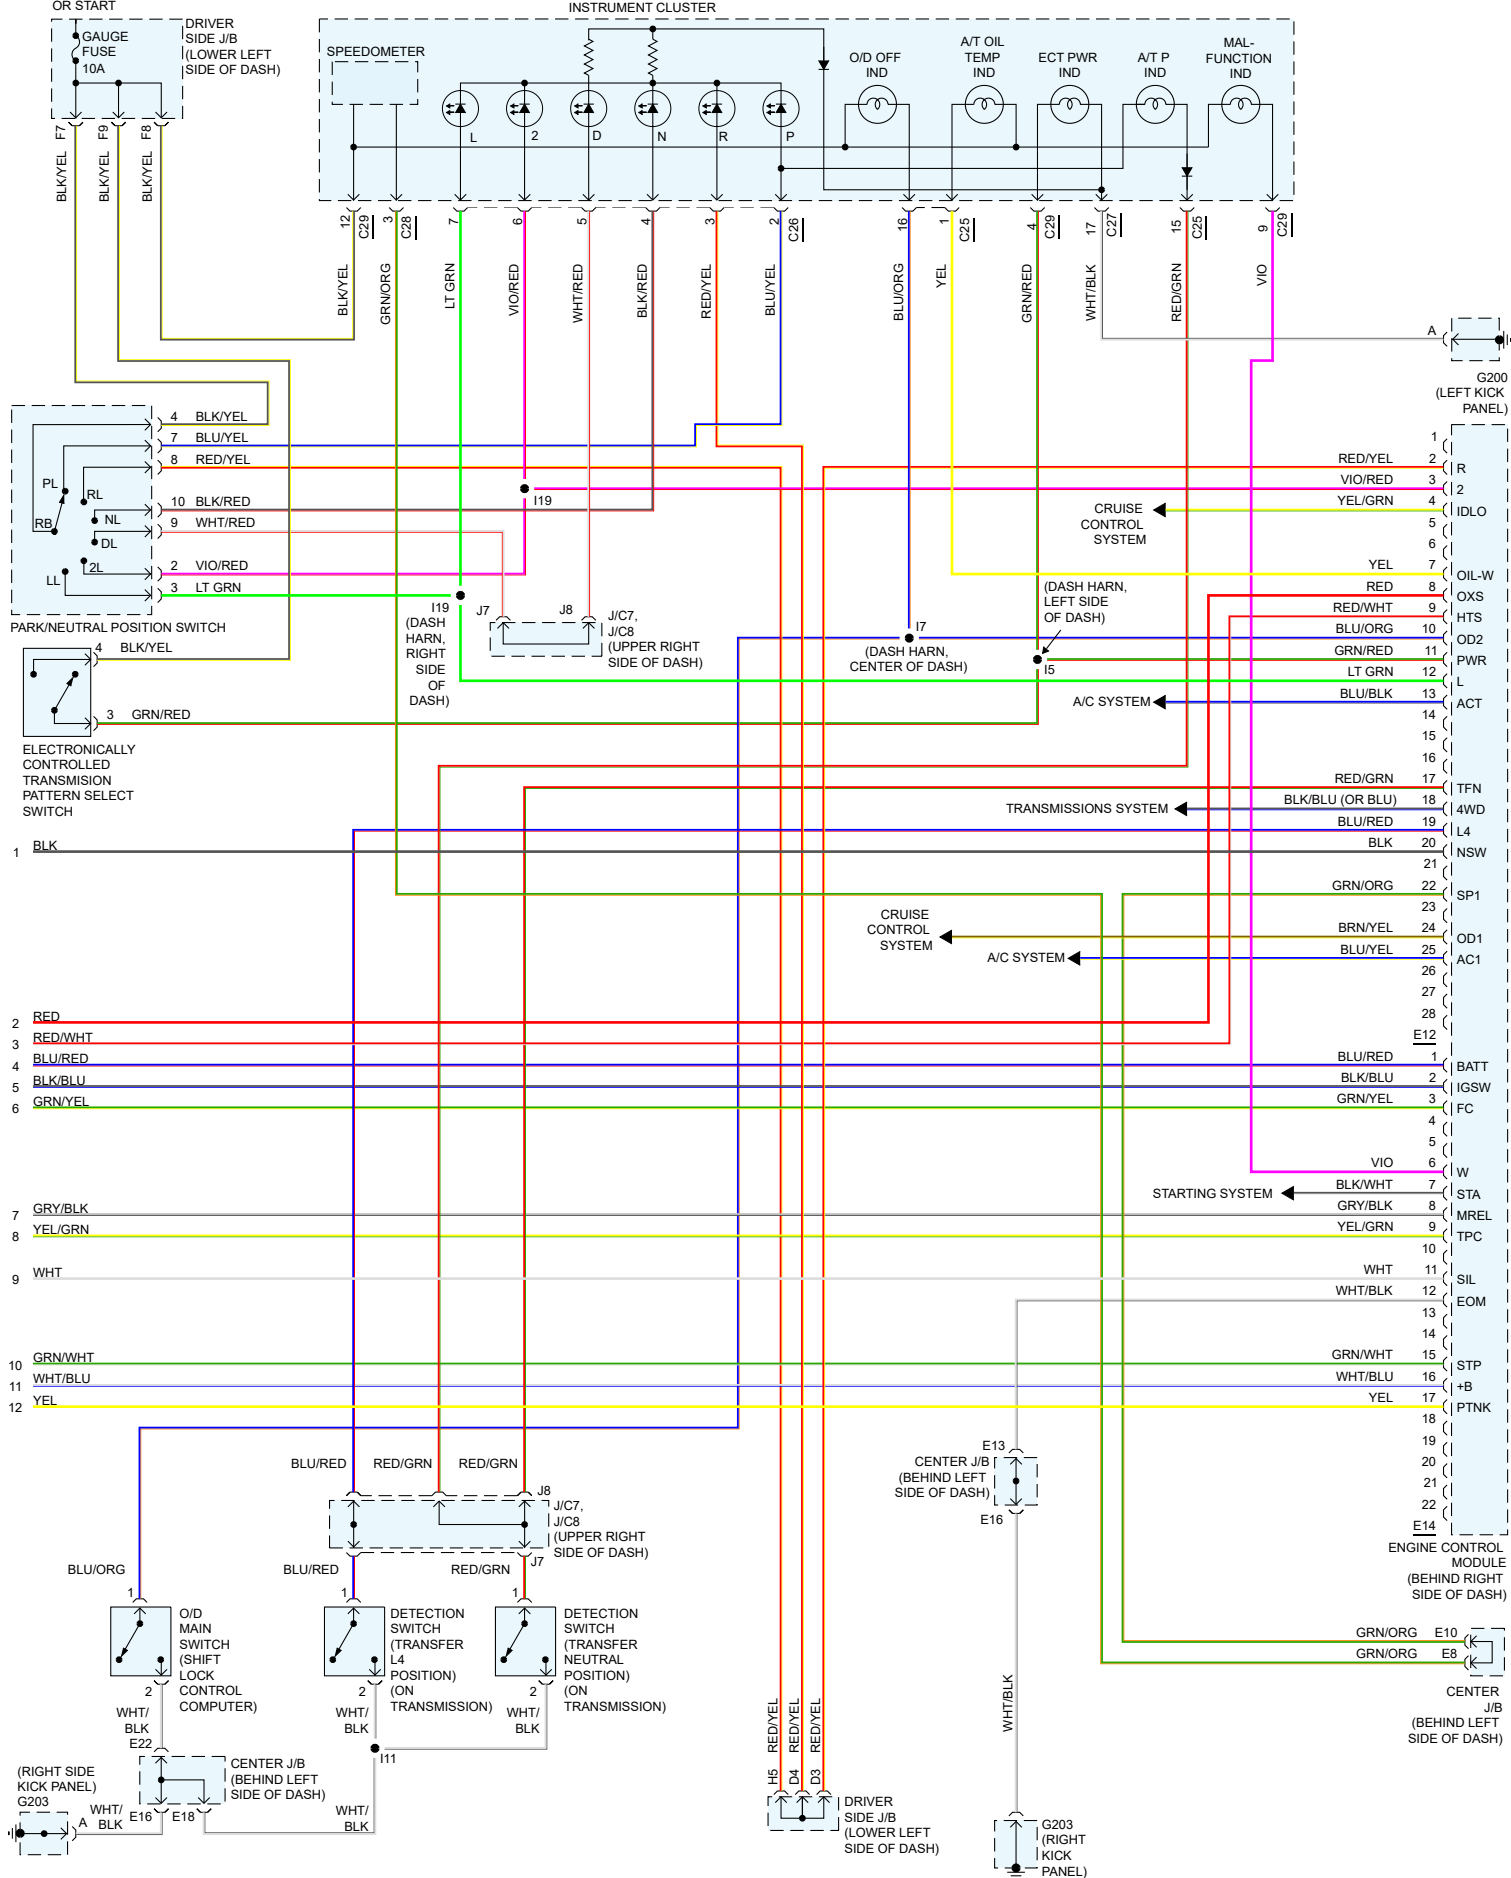 OR START
GAUGE
FUSE
10A
DRIVER
SIDE J/B
(LOWER LEFT
SIDE OF DASH)
F7
F9
F8
BLK/YEL
BLK/YEL
BLK/YEL
INSTRUMENT CLUSTER
SPEEDOMETER
L
2
D
N
R
P
O/D OFF
IND
A/T OIL
TEMP
IND
ECT PWR
IND
A/T P
IND
MAL-
FUNCTION
IND
12
C29
3
C28
7
6
5
4
3
2
C26
16
1
C25
4
C29
17
C27
15
C25
9
C29
BLK/YEL
GRN/ORG
LT GRN
VIO/RED
WHT/RED
BLK/RED
RED/YEL
BLU/YEL
BLU/ORG
YEL
GRN/RED
WHT/BLK
RED/GRN
VIO
A
G200
(LEFT KICK
PANEL)
4 BLK/YEL
7 BLU/YEL
8 RED/YEL
10 BLK/RED
9 WHT/RED
2 VIO/RED
3 LT GRN
PL
RL
RB
NL
DL
2L
LL
PARK/NEUTRAL POSITION SWITCH
4 BLK/YEL
3 GRN/RED
ELECTRONICALLY
CONTROLLED
TRANSMISION
PATTERN SELECT
SWITCH
I19
I19
(DASH
HARN,
RIGHT
SIDE
OF
DASH)
J7
J8
J/C7,
J/C8
(UPPER RIGHT
SIDE OF DASH)
I7
(DASH HARN,
CENTER OF DASH)
(DASH HARN,
LEFT SIDE
OF DASH)
I5
CRUISE
CONTROL
SYSTEM
A/C SYSTEM
TRANSMISSIONS SYSTEM
CRUISE
CONTROL
SYSTEM
A/C SYSTEM
STARTING SYSTEM
1
RED/YEL 2 R
VIO/RED 3 2
YEL/GRN 4 IDLO
5
6
YEL 7 OIL-W
RED 8 OXS
RED/WHT 9 HTS
BLU/ORG 10 OD2
GRN/RED 11 PWR
LT GRN 12 L
BLU/BLK 13 ACT
14
15
16
RED/GRN 17 TFN
BLK/BLU (OR BLU) 18 4WD
BLU/RED 19 L4
BLK 20 NSW
21
GRN/ORG 22 SP1
23
BRN/YEL 24 OD1
BLU/YEL 25 AC1
26
27
28
E12
BLU/RED 1 BATT
BLK/BLU 2 IGSW
GRN/YEL 3 FC
4
5
VIO 6 W
BLK/WHT 7 STA
GRY/BLK 8 MREL
YEL/GRN 9 TPC
10
WHT 11 SIL
WHT/BLK 12 EOM
13
14
GRN/WHT 15 STP
WHT/BLU 16 +B
YEL 17 PTNK
18
19
20
21
22
E14
ENGINE CONTROL
MODULE
(BEHIND RIGHT
SIDE OF DASH)
1 BLK
2 RED
3 RED/WHT
4 BLU/RED
5 BLK/BLU
6 GRN/YEL
7 GRY/BLK
8 YEL/GRN
9 WHT
10 GRN/WHT
11 WHT/BLU
12 YEL
BLU/RED
RED/GRN
RED/GRN
J8
J/C7,
J/C8
(UPPER RIGHT
SIDE OF DASH)
J7
BLU/ORG
BLU/RED
RED/GRN
1
1
1
O/D
MAIN
SWITCH
(SHIFT
LOCK
CONTROL
COMPUTER)
DETECTION
SWITCH
(TRANSFER
L4
POSITION)
(ON
TRANSMISSION)
DETECTION
SWITCH
(TRANSFER
NEUTRAL
POSITION)
(ON
TRANSMISSION)
2
2
2
WHT/
BLK
WHT/
BLK
WHT/
BLK
E22
I11
CENTER J/B
(BEHIND LEFT
SIDE OF DASH)
(RIGHT SIDE
KICK PANEL)
G203
A
WHT/
BLK
E16
E18
WHT/
BLK
RED/YEL
RED/YEL
RED/YEL
H5
D4
D3
DRIVER
SIDE J/B
(LOWER LEFT
SIDE OF DASH)
E13
CENTER J/B
(BEHIND LEFT
SIDE OF DASH)
E16
WHT/BLK
G203
(RIGHT
KICK
PANEL)
GRN/ORG E10
GRN/ORG E8
CENTER
J/B
(BEHIND LEFT
SIDE OF DASH)